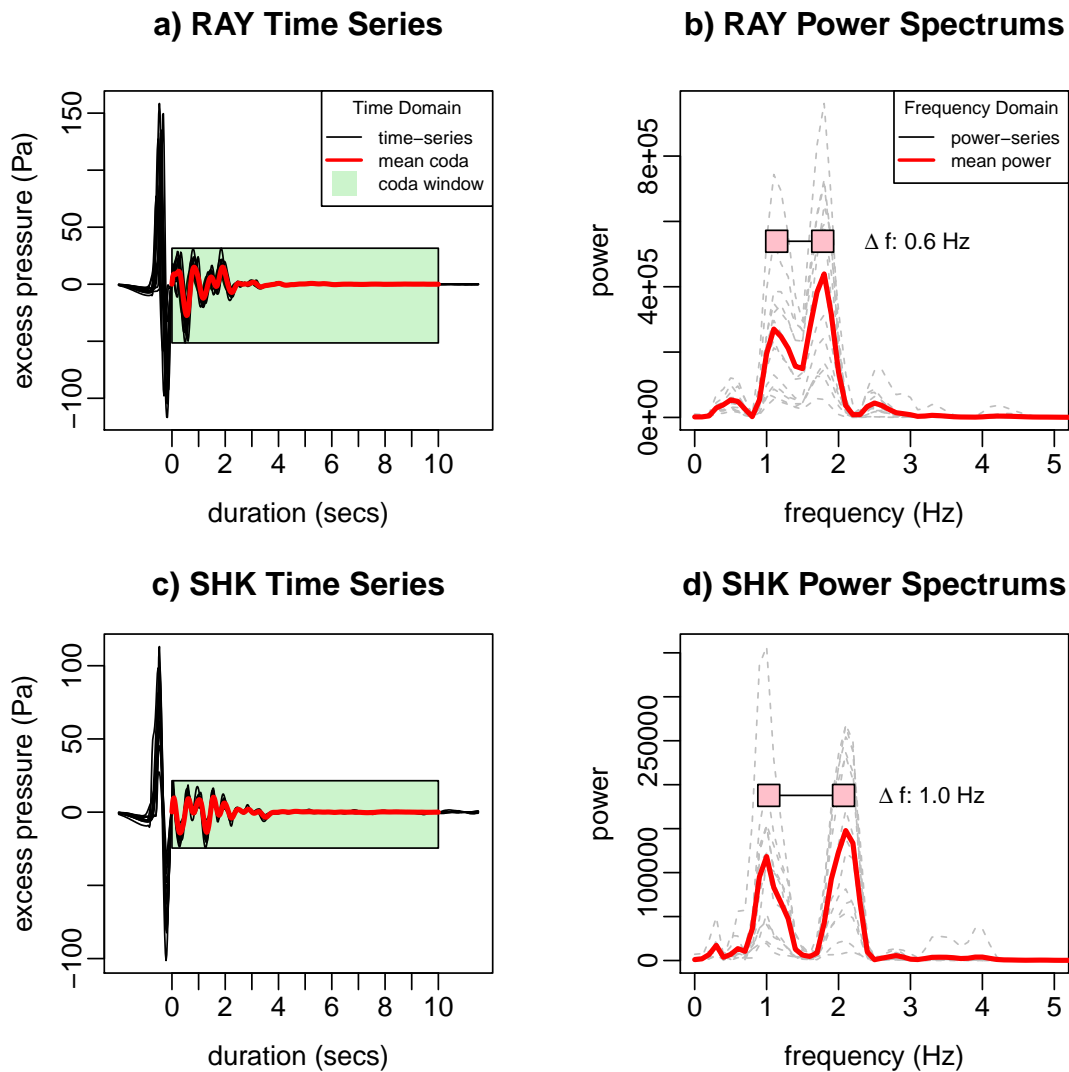 a) RAY Time Series
150
50
0
−100
excess pressure (Pa)
Time Domain
time−series
mean coda
coda window
0 2 4 6 8 10
duration (secs)
b) RAY Power Spectrums
8e+05
4e+05
0e+00
power
Frequency Domain
power−series
mean power
Δ f: 0.6 Hz
0 1 2 3 4 5
frequency (Hz)
c) SHK Time Series
100
50
0
−100
excess pressure (Pa)
0 2 4 6 8 10
duration (secs)
d) SHK Power Spectrums
250000
100000
0
power
Δ f: 1.0 Hz
0 1 2 3 4 5
frequency (Hz)